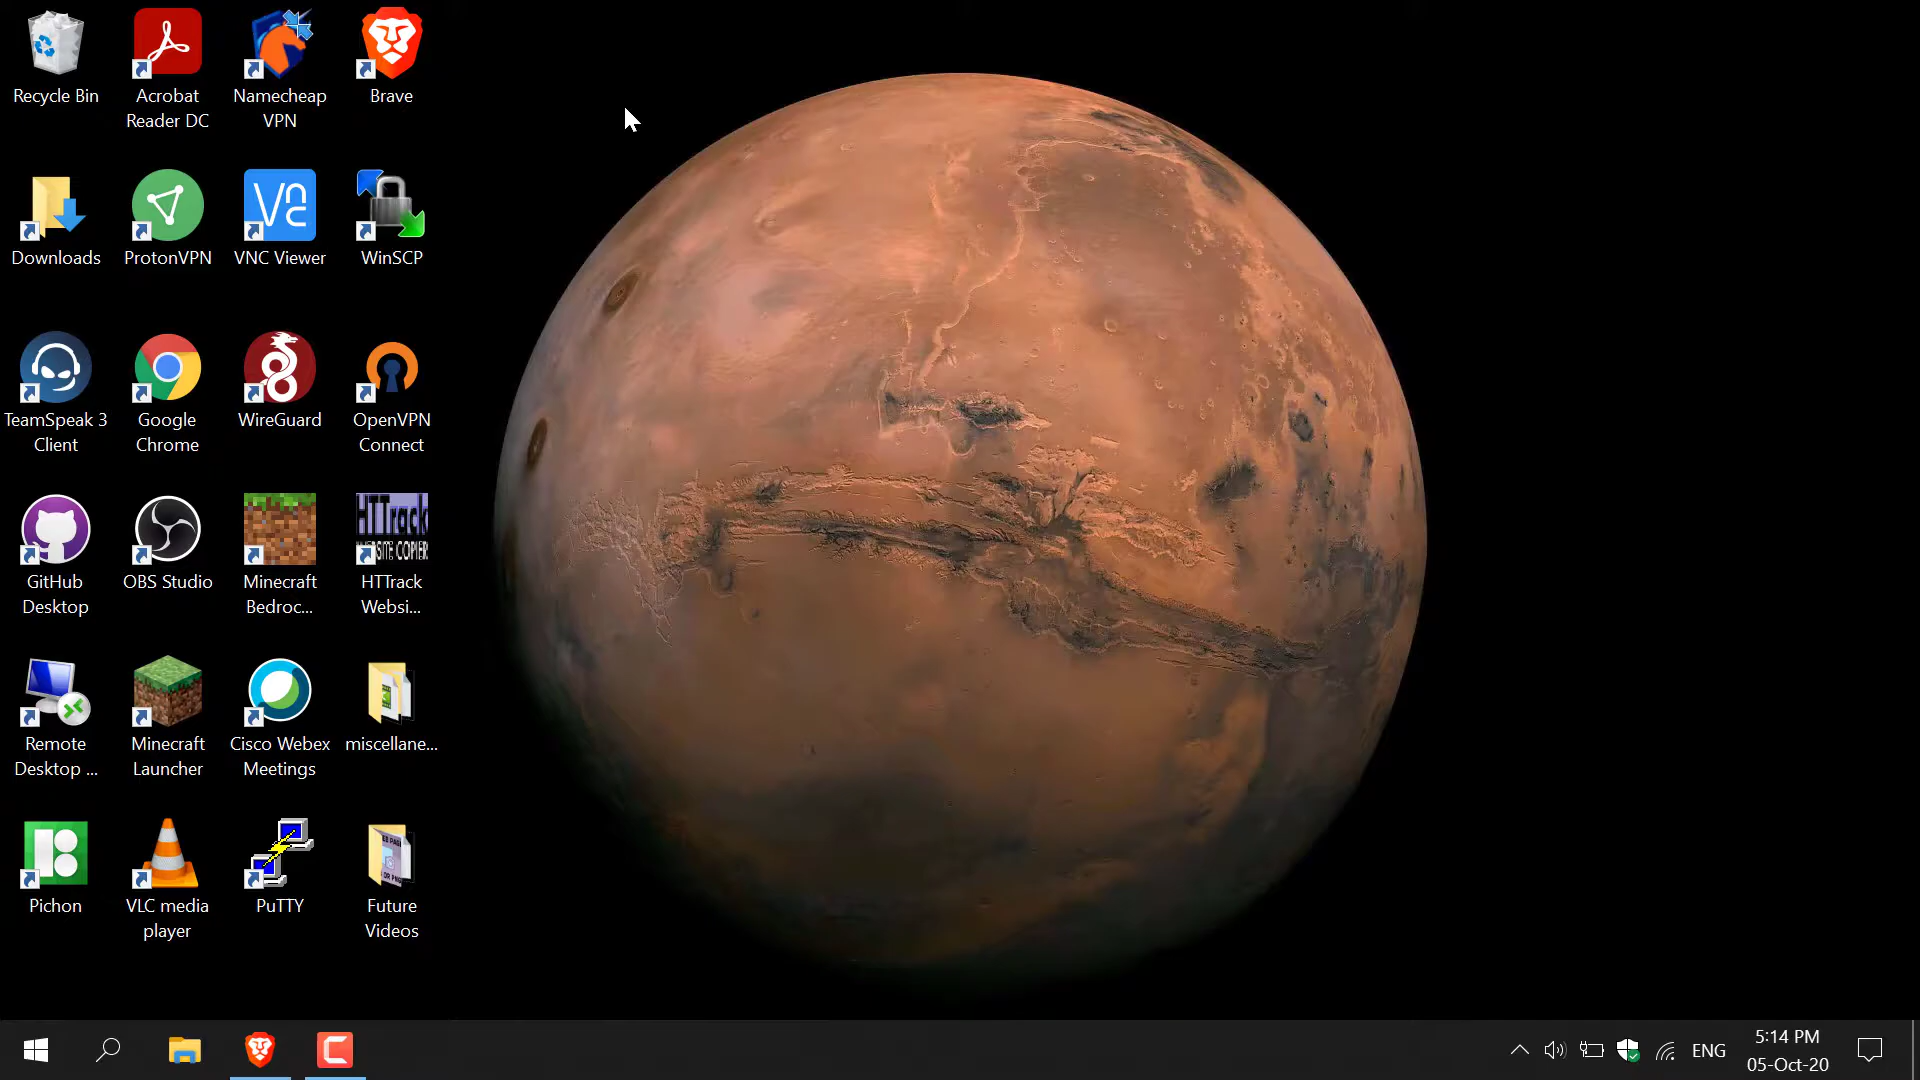 Recycle Bin
Acrobat
Reader DC
Namecheap
VPN
Brave
Downloads
ProtonVPN
VNC Viewer
WinSCP
TeamSpeak 3
Client
Google
Chrome
WireGuard
OpenVPN
Connect
GitHub
Desktop
OBS Studio
Minecraft
Bedroc...
HTTrack
Websi...
Remote
Desktop ...
Minecraft
Launcher
Cisco Webex
Meetings
miscellane...
Pichon
VLC media
player
PuTTY
Future
Videos
ENG
5:14 PM
05-Oct-20